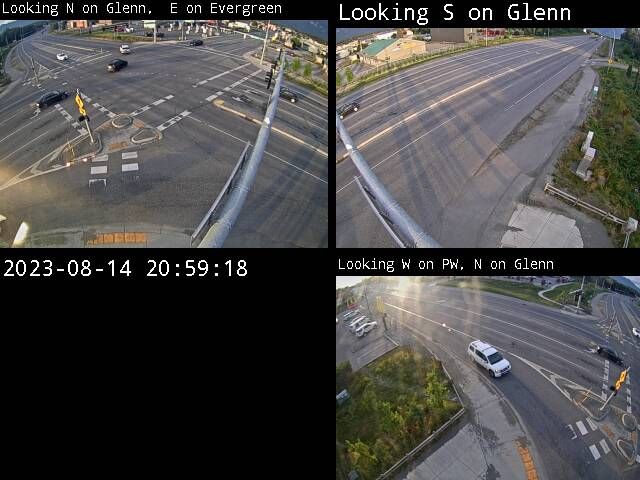 Looking N on Glenn, E on Evergreen
Looking S on Glenn
2023-08-14 20:59:18
Looking W on PW, N on Glenn